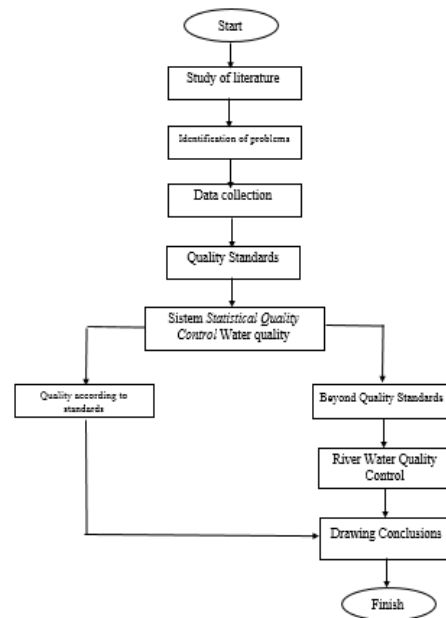 Start
Study of literature
Identification of problems
Data collection
Quality Standards
Sistem Statistical Quality
Control Water quality
Quality according to
standards
Beyond Quality Standards
River Water Quality
Control
Drawing Conclusions
Finish